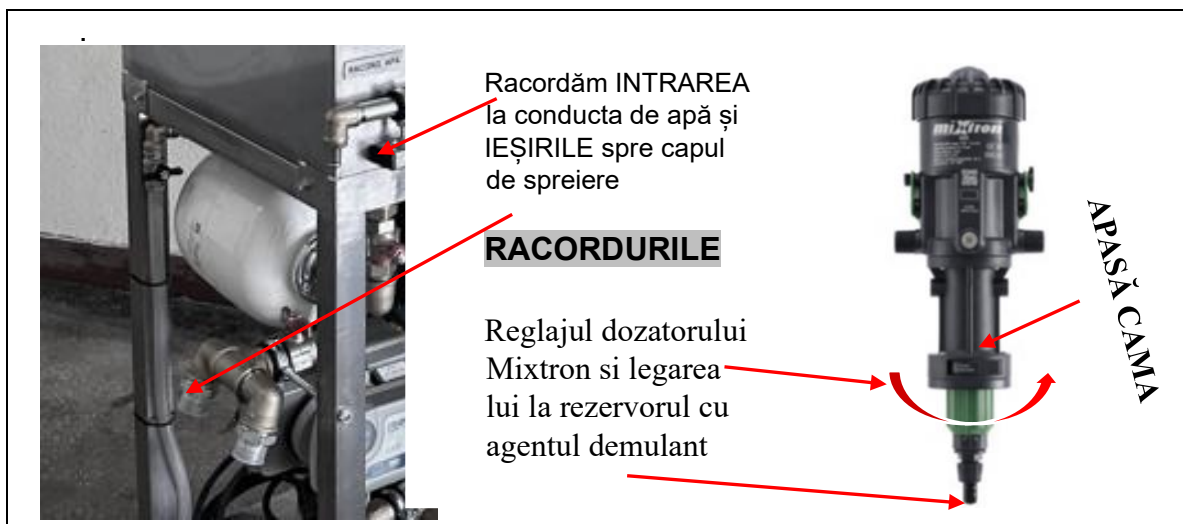 RACORD APĂ
Racordăm INTRAREA
la conducta de apă și
IEȘIRILE spre capul
de spreiere
RACORDURILE
Reglajul dozatorului
Mixtron si legarea
lui la rezervorul cu
agentul demulant
mixtron
APASĂ CAMA